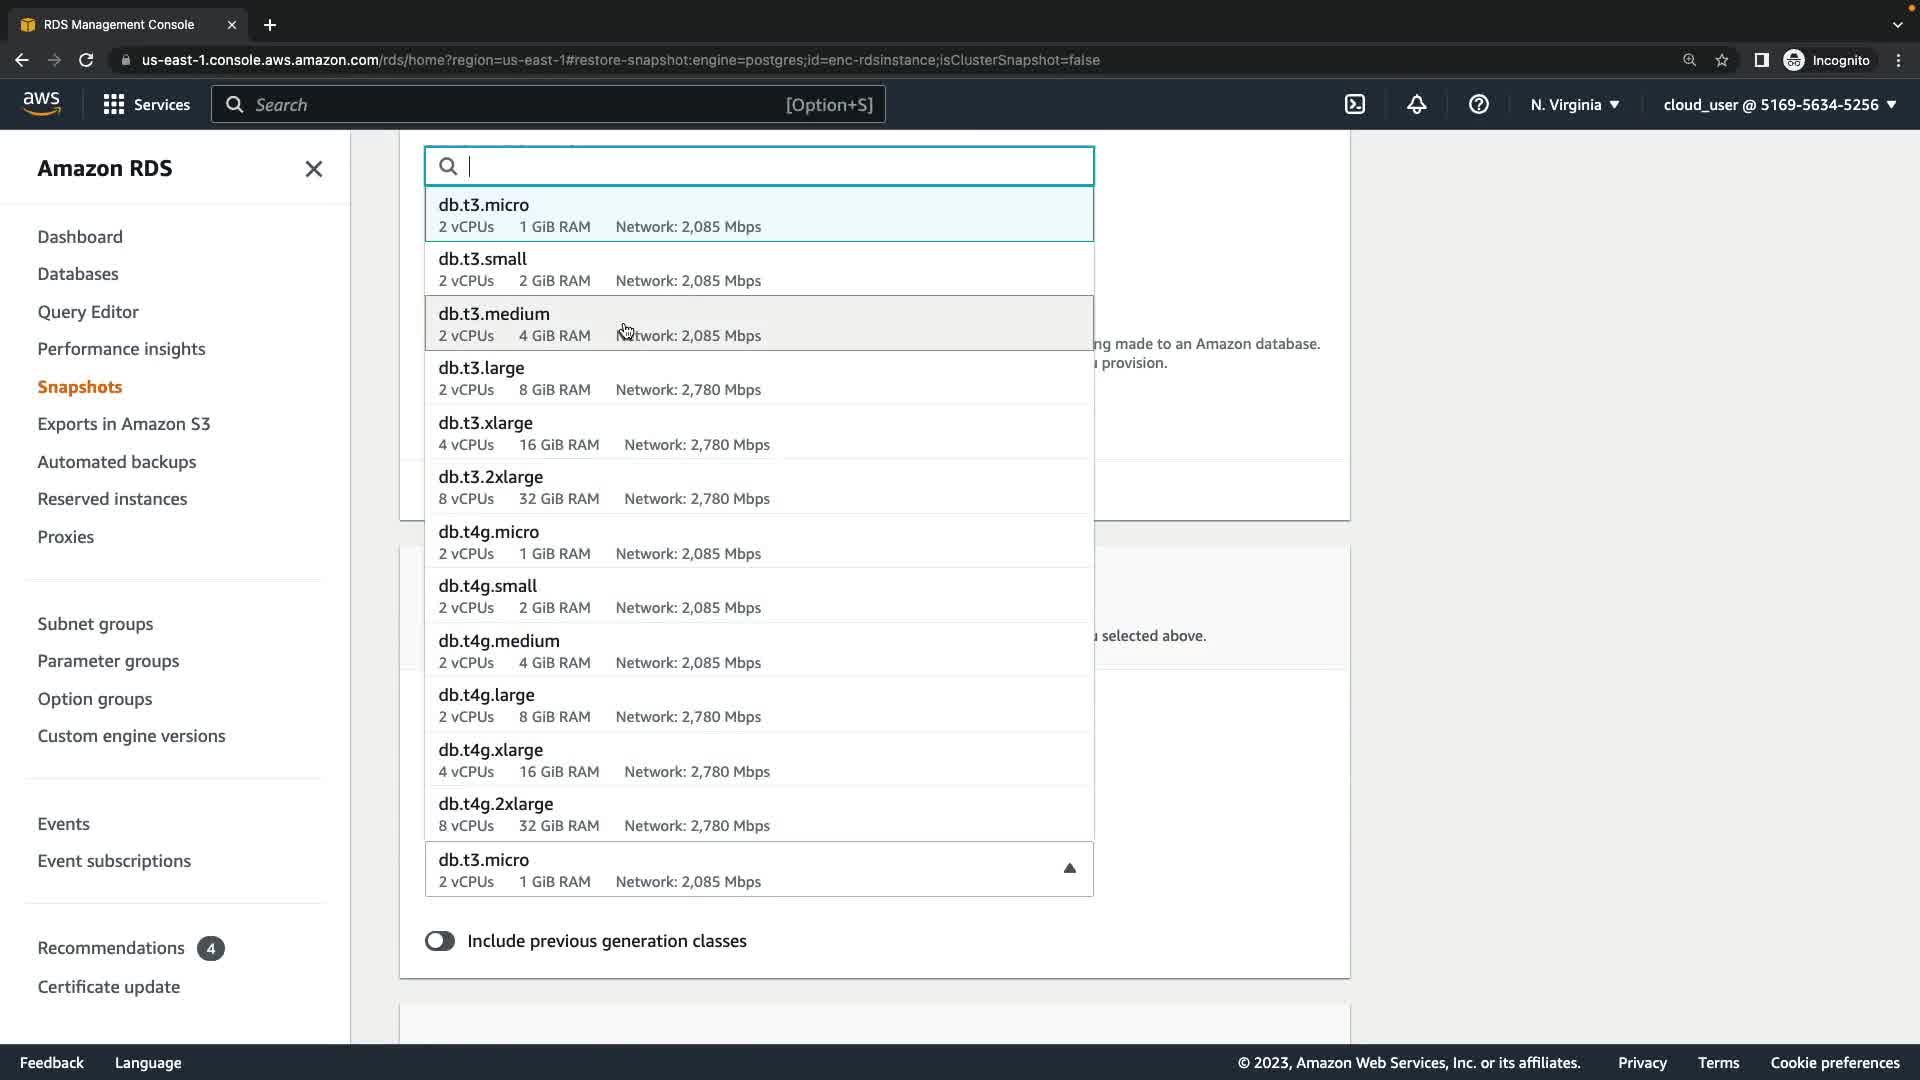 RDS Management Console
us-east-1.console.aws.amazon.com/rds/home?region=us-east-1#restore-snapshot:engine=postgres;id=enc-rdsinstance;isClusterSnapshot=false
Incognito
aws
Services
Search
[Option+S]
N. Virginia
cloud_user @ 5169-5634-5256
Amazon RDS
Dashboard
Databases
Query Editor
Performance insights
Snapshots
Exports in Amazon S3
Automated backups
Reserved instances
Proxies
Subnet groups
Parameter groups
Option groups
Custom engine versions
Events
Event subscriptions
Recommendations 4
Certificate update
db.t3.micro
2 vCPUs 1 GiB RAM Network: 2,085 Mbps
db.t3.small
2 vCPUs 2 GiB RAM Network: 2,085 Mbps
db.t3.medium
2 vCPUs 4 GiB RAM Network: 2,085 Mbps
db.t3.large
2 vCPUs 8 GiB RAM Network: 2,780 Mbps
db.t3.xlarge
4 vCPUs 16 GiB RAM Network: 2,780 Mbps
db.t3.2xlarge
8 vCPUs 32 GiB RAM Network: 2,780 Mbps
db.t4g.micro
2 vCPUs 1 GiB RAM Network: 2,085 Mbps
db.t4g.small
2 vCPUs 2 GiB RAM Network: 2,085 Mbps
db.t4g.medium
2 vCPUs 4 GiB RAM Network: 2,085 Mbps
db.t4g.large
2 vCPUs 8 GiB RAM Network: 2,780 Mbps
db.t4g.xlarge
4 vCPUs 16 GiB RAM Network: 2,780 Mbps
db.t4g.2xlarge
8 vCPUs 32 GiB RAM Network: 2,780 Mbps
db.t3.micro
2 vCPUs 1 GiB RAM Network: 2,085 Mbps
ng made to an Amazon database.
provision.
selected above.
Include previous generation classes
Feedback
Language
© 2023, Amazon Web Services, Inc. or its affiliates.
Privacy
Terms
Cookie preferences